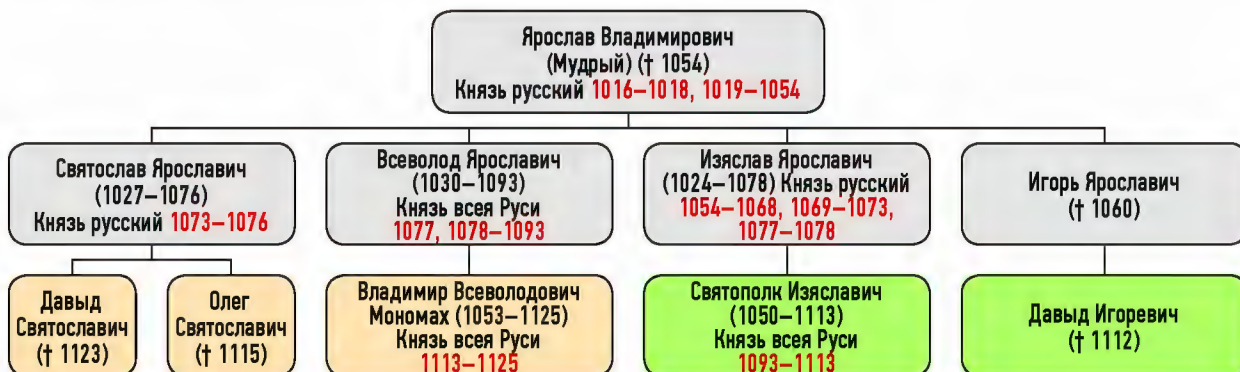 Ярослав Владимирович
(Мудрый) († 1054)
Князь русский 1016–1018, 1019–1054
Святослав Ярославич
(1027–1076)
Князь русский 1073–1076
Всеволод Ярославич
(1030–1093)
Князь всея Руси
1077, 1078–1093
Изяслав Ярославич
(1024–1078) Князь русский
1054–1068, 1069–1073,
1077–1078
Игорь Ярославич
(† 1060)
Давыд
Святославич
(† 1123)
Олег
Святославич
(† 1115)
Владимир Всеволодович
Мономах (1053–1125)
Князь всея Руси
1113–1125
Святополк Изяславич
(1050–1113)
Князь всея Руси
1093–1113
Давыд Игоревич
(† 1112)